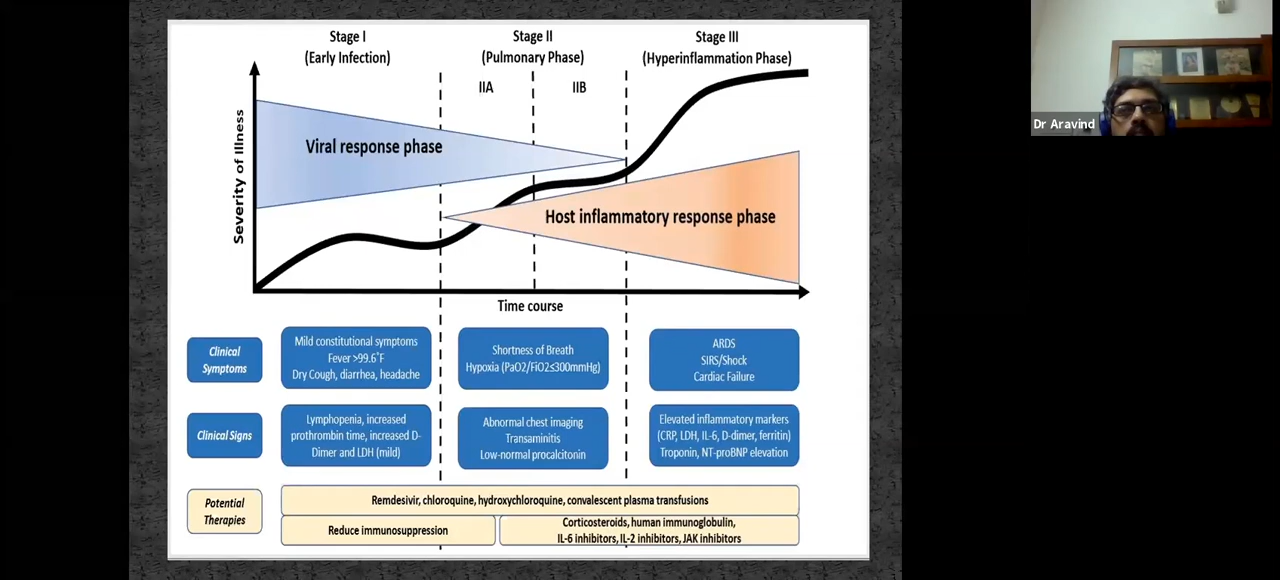 Stage I
(Early Infection)
Stage II
(Pulmonary Phase)
Stage III
(Hyperinflammation Phase)
IIA
IIB
Severity of Illness
Viral response phase
Host inflammatory response phase
Time course
Clinical
Symptoms
Mild constitutional symptoms
Fever >99.6°F
Dry Cough, diarrhea, headache
Shortness of Breath
Hypoxia (PaO2/FiO2≤300mmHg)
ARDS
SIRS/Shock
Cardiac Failure
Clinical Signs
Lymphopenia, increased
prothrombin time, increased D-
Dimer and LDH (mild)
Abnormal chest imaging
Transaminitis
Low-normal procalcitonin
Elevated inflammatory markers
(CRP, LDH, IL-6, D-dimer, ferritin)
Troponin, NT-proBNP elevation
Potential
Therapies
Remdesivir, chloroquine, hydroxychloroquine, convalescent plasma transfusions
Reduce immunosuppression
Corticosteroids, human immunoglobulin,
IL-6 inhibitors, IL-2 inhibitors, JAK inhibitors
Dr Aravind